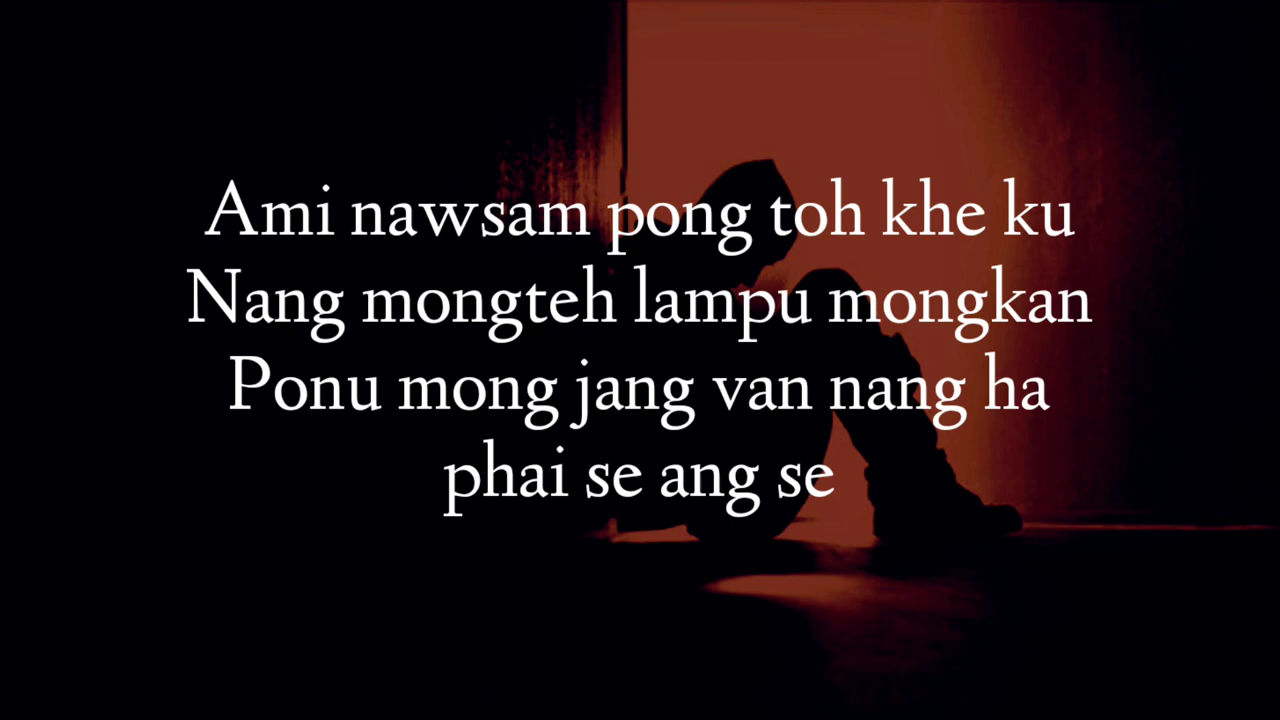 Ami nawsam pong toh khe ku
Nang mongteh lampu mongkan
Ponu mong jang van nang ha
phai se ang se